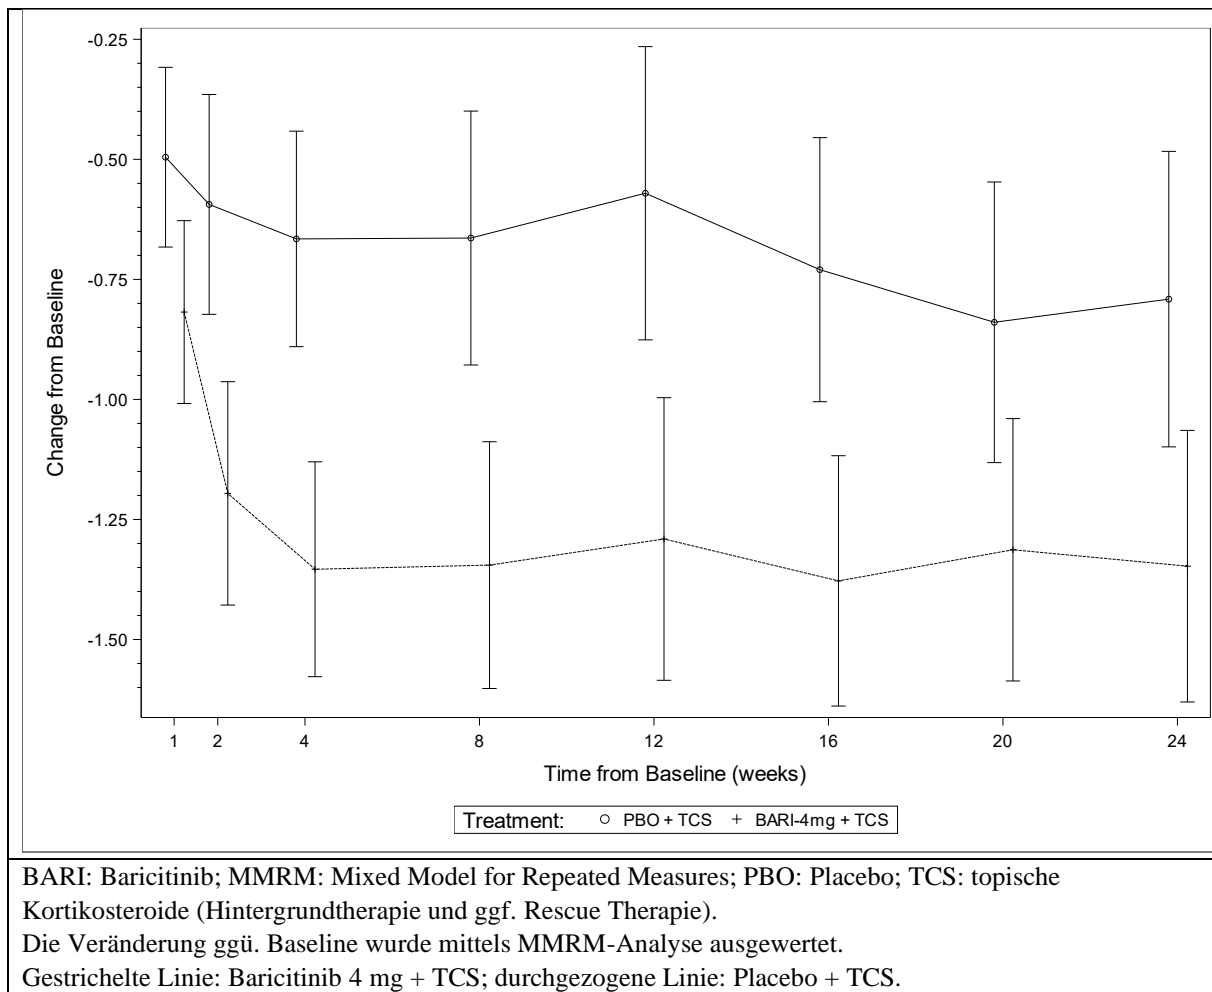 -0.25
-0.50
-0.75
-1.00
-1.25
-1.50
Change from Baseline
1 2 4 8 12 16 20 24
Time from Baseline (weeks)
Treatment: PBO + TCS BARI-4mg + TCS
BARI: Baricitinib; MMRM: Mixed Model for Repeated Measures; PBO: Placebo; TCS: topische
Kortikosteroide (Hintergrundtherapie und ggf. Rescue Therapie).
Die Veränderung ggü. Baseline wurde mittels MMRM-Analyse ausgewertet.
Gestrichelte Linie: Baricitinib 4 mg + TCS; durchgezogene Linie: Placebo + TCS.